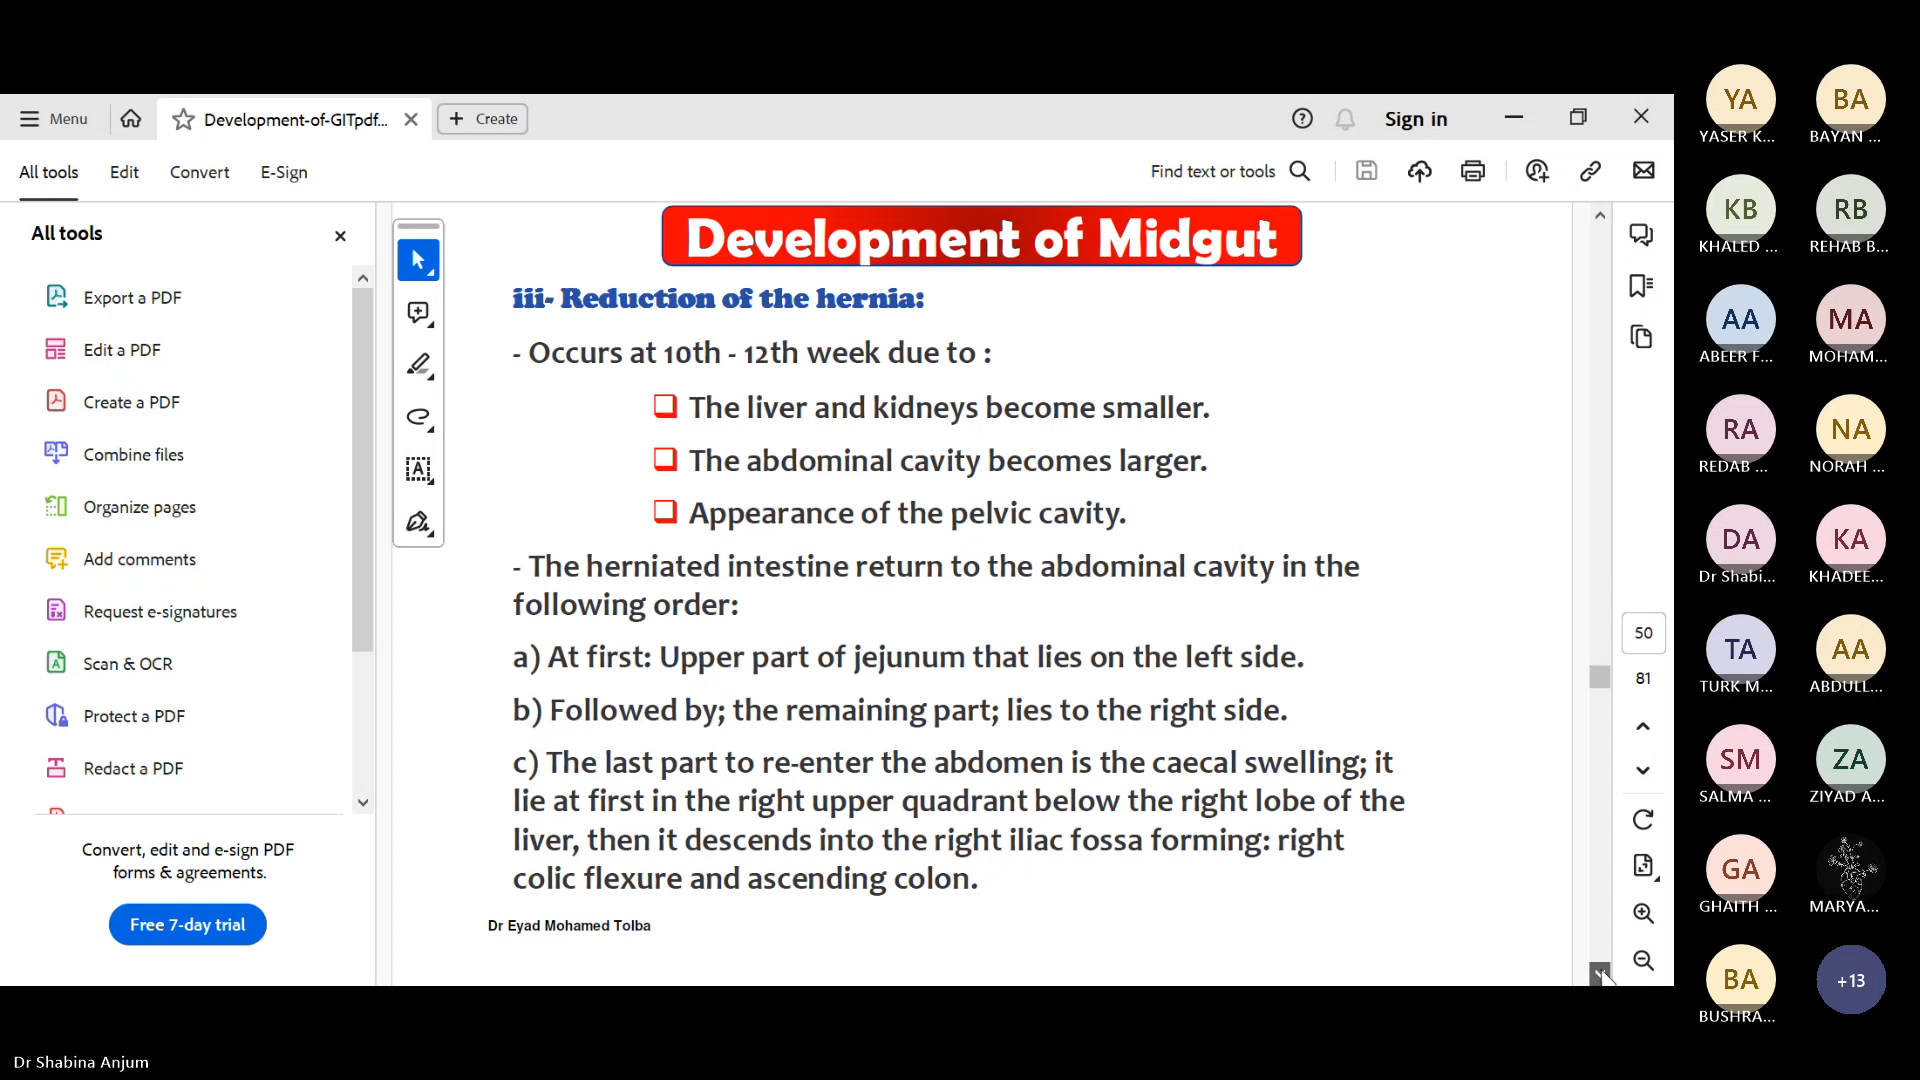 Menu
Development-of-GITpdf...
Create
Sign in
All tools
Edit
Convert
E-Sign
Find text or tools
All tools
Export a PDF
Edit a PDF
Create a PDF
Combine files
Organize pages
Add comments
Request e-signatures
Scan & OCR
Protect a PDF
Redact a PDF
Convert, edit and e-sign PDF
forms & agreements.
Free 7-day trial
Development of Midgut
iii- Reduction of the hernia:
- Occurs at 10th - 12th week due to :
❑ The liver and kidneys become smaller.
❑ The abdominal cavity becomes larger.
❑ Appearance of the pelvic cavity.
- The herniated intestine return to the abdominal cavity in the
following order:
a) At first: Upper part of jejunum that lies on the left side.
b) Followed by; the remaining part; lies to the right side.
c) The last part to re-enter the abdomen is the caecal swelling; it
lie at first in the right upper quadrant below the right lobe of the
liver, then it descends into the right iliac fossa forming: right
colic flexure and ascending colon.
Dr Eyad Mohamed Tolba
50
81
YA
YASER K...
BA
BAYAN ...
KB
KHALED ...
RB
REHAB B...
AA
ABEER F...
MA
MOHAM...
RA
REDAB ...
NA
NORAH ...
DA
Dr Shabi...
KA
KHADEE...
TA
TURK M...
AA
ABDULL...
SM
SALMA ...
ZA
ZIYAD A...
GA
GHAITH ...
MARYA...
BA
BUSHRA...
+13
Dr Shabina Anjum